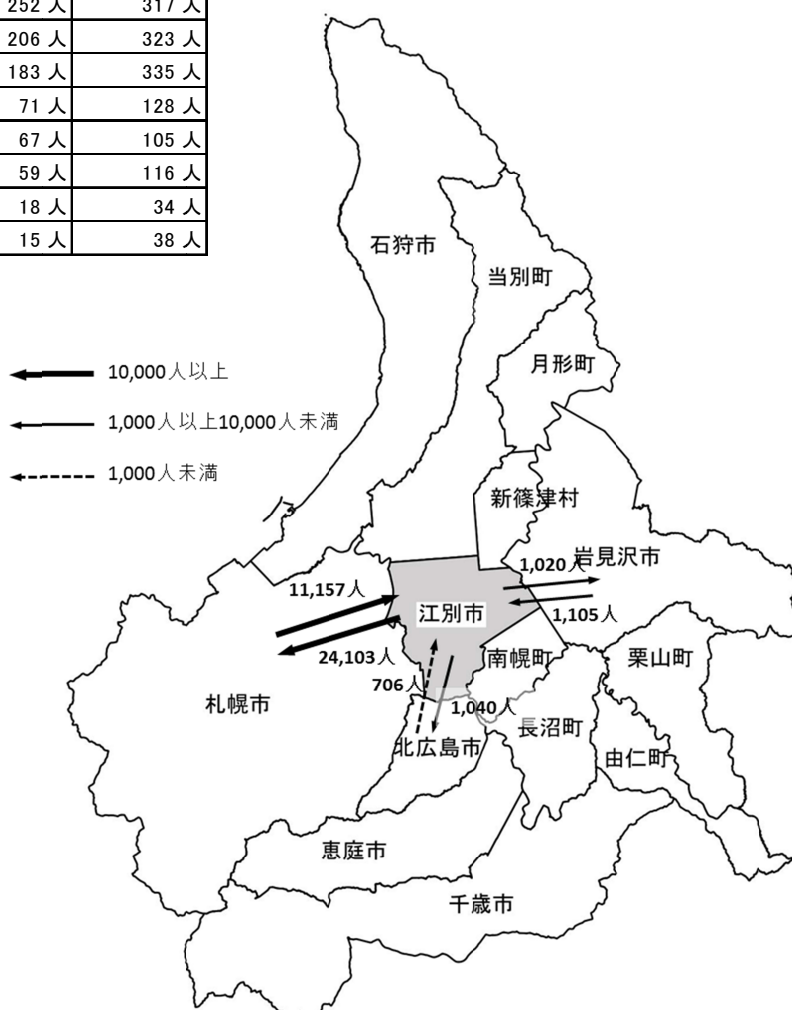 252 人 317 人
206 人 323 人
183 人 335 人
71 人 128 人
67 人 105 人
59 人 116 人
18 人 34 人
15 人 38 人
石狩市
当別町
10,000人以上
月形町
1,000人以上10,000人未満
1,000人未満
新篠津村
岩見沢市
1,020人
11,157人
江別市
1,105人
24,103人
南幌町
栗山町
706人
札幌市
1,040人
長沼町
北広島市
由仁町
恵庭市
千歳市